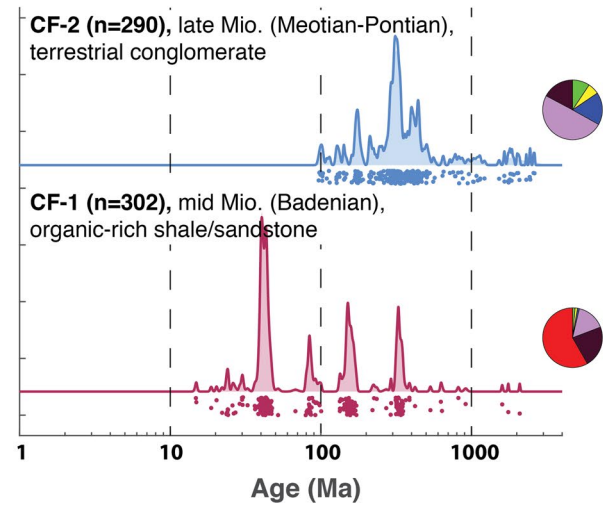 CF-2 (n=290), late Mio. (Meotian-Pontian),
terrestrial conglomerate
CF-1 (n=302), mid Mio. (Badenian),
organic-rich shale/sandstone
1 10 100 1000
Age (Ma)